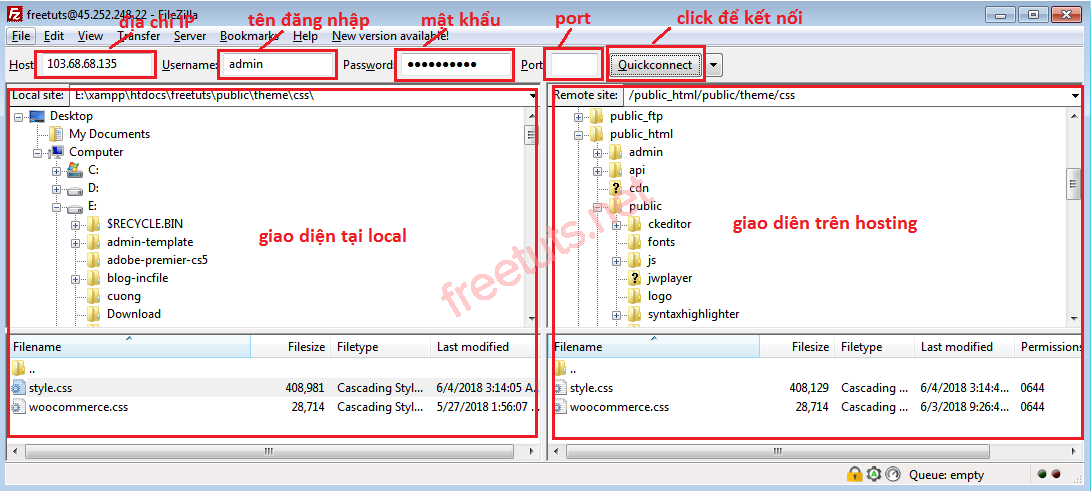 freetuts@45.252.248.22 - FileZilla
địa chỉ IP
tên đăng nhập
mật khẩu
port
click để kết nối
File Edit View Transfer Server Bookmarks Help New version available!
Host: 103.68.68.135 Username: admin Password: ●●●●●●●●●● Port: Quickconnect
Local site: E:\xampp\htdocs\freetuts\public\theme\css\
Desktop
My Documents
Computer
C:
D:
E:
$RECYCLE.BIN
admin-template
adobe-premier-cs5
blog-incfile
cuong
Download
giao diện tại local
Remote site: /public_html/public/theme/css
public_ftp
public_html
admin
api
cdn
public
ckeditor
fonts
js
jwplayer
logo
syntaxhighlighter
giao diên trên hosting
freetuts.net
Filename Filesize Filetype Last modified
..
style.css 408,981 Cascading Styl... 6/4/2018 3:14:05 A...
woocommerce.css 28,714 Cascading Styl... 5/27/2018 1:56:07 ...
Filename Filesize Filetype Last modified Permissions
..
style.css 408,129 Cascading ... 6/4/2018 3:14:4... 0644
woocommerce.css 28,714 Cascading ... 6/3/2018 9:26:4... 0644
Queue: empty